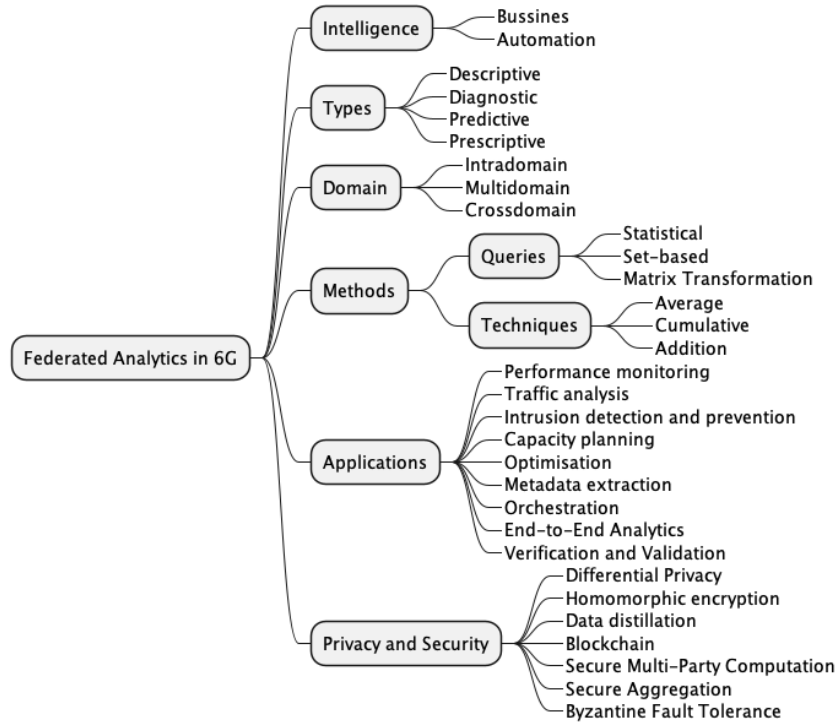 Intelligence
Bussines
Automation
Types
Descriptive
Diagnostic
Predictive
Prescriptive
Domain
Intradomain
Multidomain
Crossdomain
Methods
Queries
Statistical
Set-based
Matrix Transformation
Techniques
Average
Cumulative
Addition
Federated Analytics in 6G
Applications
Performance monitoring
Traffic analysis
Intrusion detection and prevention
Capacity planning
Optimisation
Metadata extraction
Orchestration
End-to-End Analytics
Verification and Validation
Privacy and Security
Differential Privacy
Homomorphic encryption
Data distillation
Blockchain
Secure Multi-Party Computation
Secure Aggregation
Byzantine Fault Tolerance